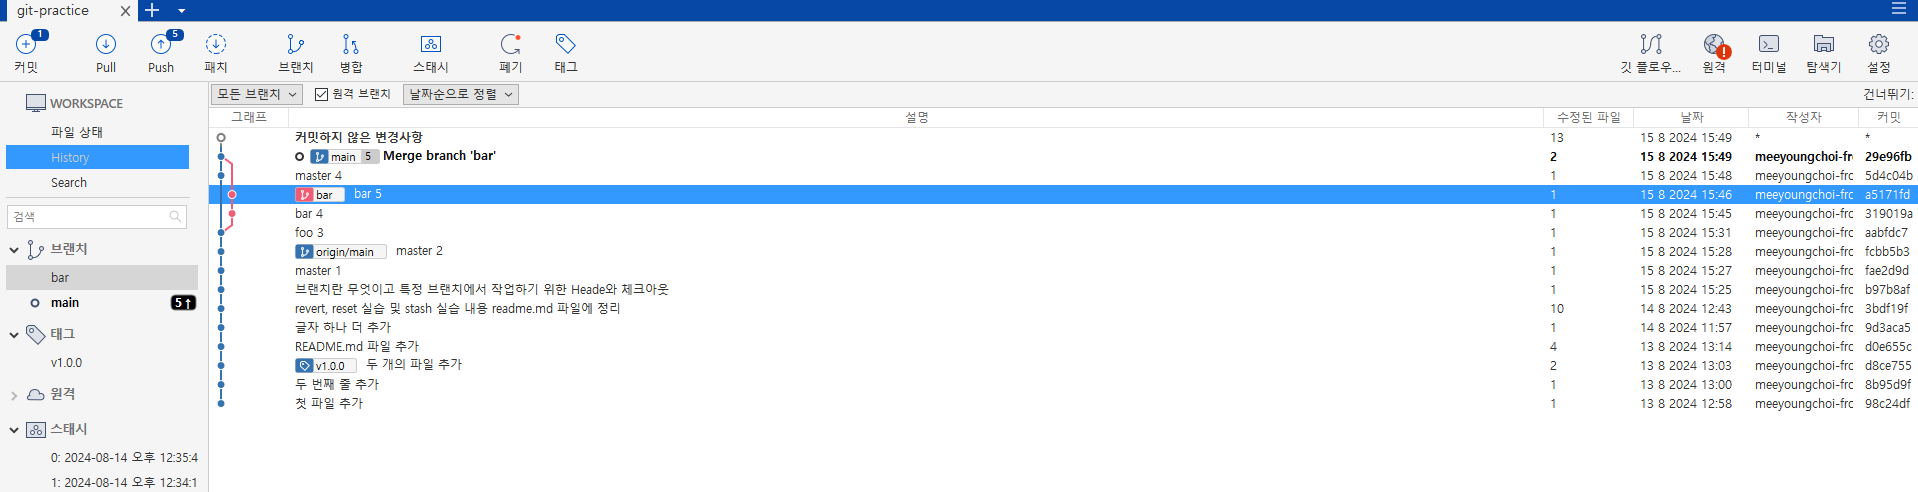 git-practice
1 5
커밋 Pull Push 패치 브랜치 병합 스태시 폐기 태그 깃 플로우... 원격 터미널 탐색기 설정
WORKSPACE
파일 상태
History
Search
검색
브랜치
bar
main 5↑
태그
v1.0.0
원격
스태시
0: 2024-08-14 오후 12:35:4
1: 2024-08-14 오후 12:34:1
모든 브랜치 원격 브랜치 날짜순으로 정렬 건너뛰기:
그래프 설명 수정된 파일 날짜 작성자 커밋
커밋하지 않은 변경사항 13 15 8 2024 15:49 * *
main 5 Merge branch 'bar' 2 15 8 2024 15:49 meeyoungchoi-fro 29e96fb
master 4 1 15 8 2024 15:48 meeyoungchoi-fro 5d4c04b
bar bar 5 1 15 8 2024 15:46 meeyoungchoi-fro a5171fd
bar 4 1 15 8 2024 15:45 meeyoungchoi-fro 319019a
foo 3 1 15 8 2024 15:31 meeyoungchoi-fro aabfdc7
origin/main master 2 1 15 8 2024 15:28 meeyoungchoi-fro fcbb5b3
master 1 1 15 8 2024 15:27 meeyoungchoi-fro fae2d9d
브랜치란 무엇이고 특정 브랜치에서 작업하기 위한 Heade와 체크아웃 1 15 8 2024 15:25 meeyoungchoi-fro b97b8af
revert, reset 실습 및 stash 실습 내용 readme.md 파일에 정리 10 14 8 2024 12:43 meeyoungchoi-fro 3bdf19f
글자 하나 더 추가 1 14 8 2024 11:57 meeyoungchoi-fro 9d3aca5
README.md 파일 추가 4 13 8 2024 13:14 meeyoungchoi-fro d0e655c
v1.0.0 두 개의 파일 추가 2 13 8 2024 13:03 meeyoungchoi-fro d8ce755
두 번째 줄 추가 1 13 8 2024 13:00 meeyoungchoi-fro 8b95d9f
첫 파일 추가 1 13 8 2024 12:58 meeyoungchoi-fro 98c24df